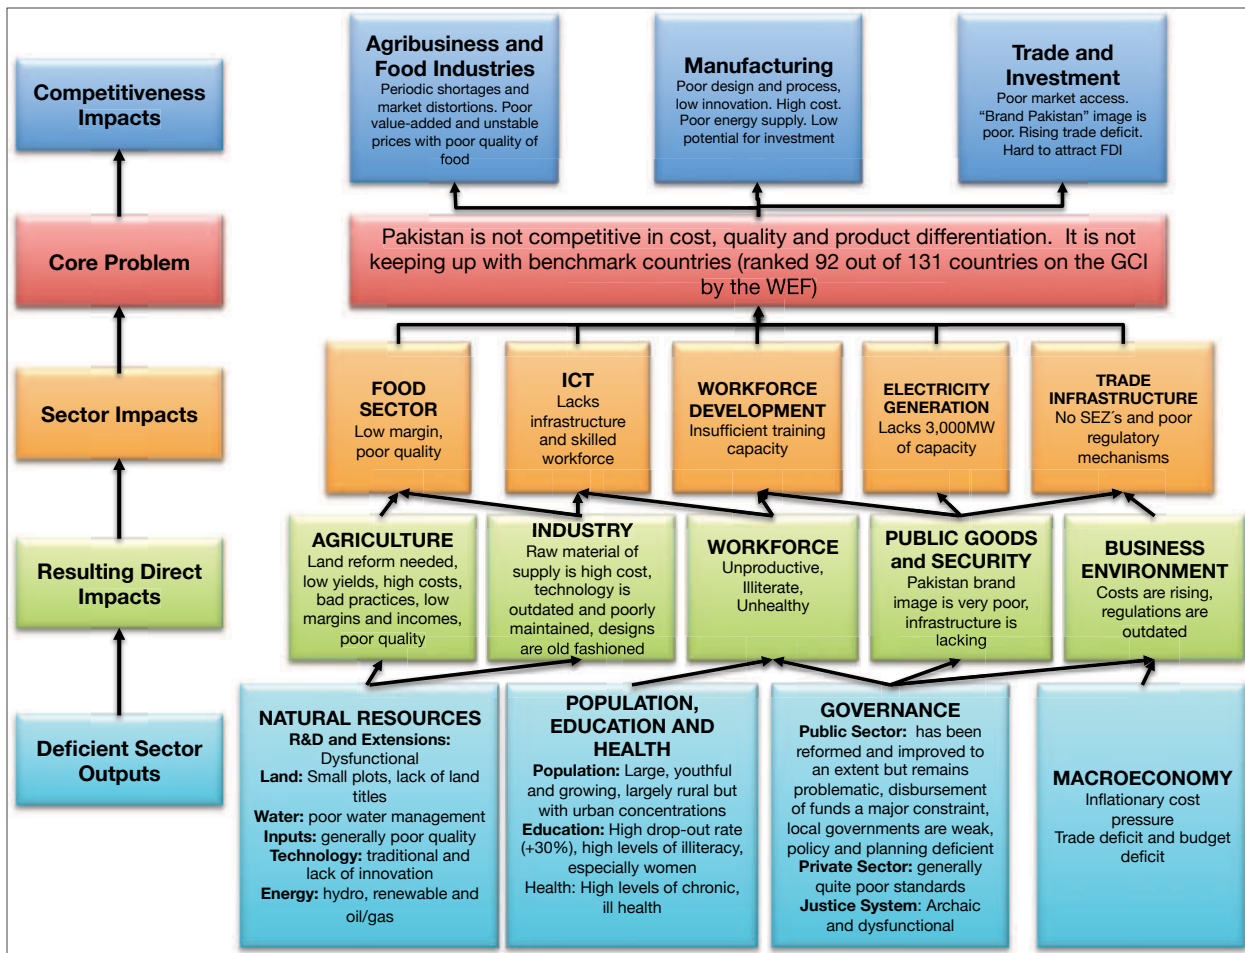 Competitiveness
Impacts
Agribusiness and
Food Industries
Periodic shortages and
market distortions. Poor
value-added and unstable
prices with poor quality of
food
Manufacturing
Poor design and process,
low innovation. High cost.
Poor energy supply. Low
potential for investment
Trade and
Investment
Poor market access.
“Brand Pakistan” image is
poor. Rising trade deficit.
Hard to attract FDI
Core Problem
Pakistan is not competitive in cost, quality and product differentiation. It is not
keeping up with benchmark countries (ranked 92 out of 131 countries on the GCI
by the WEF)
Sector Impacts
FOOD
SECTOR
Low margin,
poor quality
ICT
Lacks
infrastructure
and skilled
workforce
WORKFORCE
DEVELOPMENT
Insufficient training
capacity
ELECTRICITY
GENERATION
Lacks 3,000MW
of capacity
TRADE
INFRASTRUCTURE
No SEZ´s and poor
regulatory
mechanisms
Resulting Direct
Impacts
AGRICULTURE
Land reform needed,
low yields, high costs,
bad practices, low
margins and incomes,
poor quality
INDUSTRY
Raw material of
supply is high cost,
technology is
outdated and poorly
maintained, designs
are old fashioned
WORKFORCE
Unproductive,
Illiterate,
Unhealthy
PUBLIC GOODS
and SECURITY
Pakistan brand
image is very poor,
infrastructure is
lacking
BUSINESS
ENVIRONMENT
Costs are rising,
regulations are
outdated
Deficient Sector
Outputs
NATURAL RESOURCES
R&D and Extensions:
Dysfunctional
Land: Small plots, lack of land
titles
Water: poor water management
Inputs: generally poor quality
Technology: traditional and
lack of innovation
Energy: hydro, renewable and
oil/gas
POPULATION,
EDUCATION AND
HEALTH
Population: Large, youthful
and growing, largely rural but
with urban concentrations
Education: High drop-out rate
(+30%), high levels of illiteracy,
especially women
Health: High levels of chronic,
ill health
GOVERNANCE
Public Sector: has been
reformed and improved to
an extent but remains
problematic, disbursement
of funds a major constraint,
local governments are weak,
policy and planning deficient
Private Sector: generally
quite poor standards
Justice System: Archaic
and dysfunctional
MACROECONOMY
Inflationary cost
pressure
Trade deficit and budget
deficit